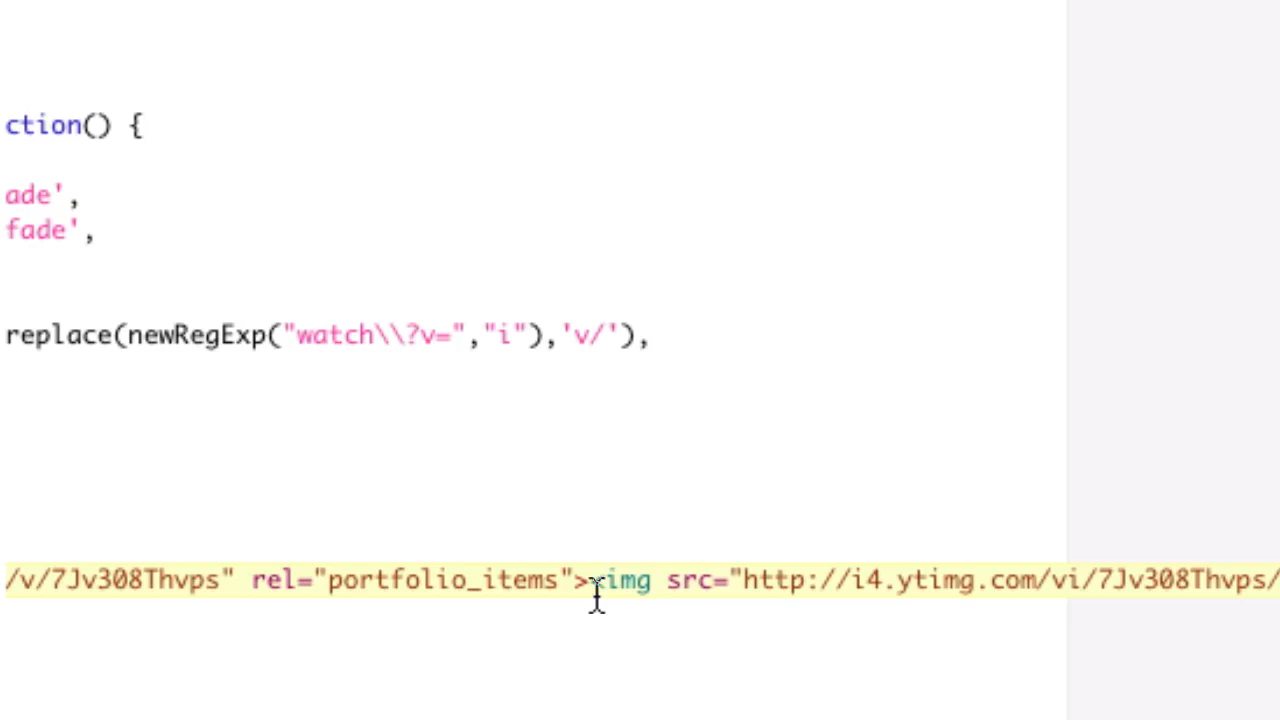 ction() {
ade',
fade',
replace(newRegExp("watch\\?v=","i"),'v/'),
/v/7Jv308Thvps" rel="portfolio_items"><img src="http://i4.ytimg.com/vi/7Jv308Thvps/